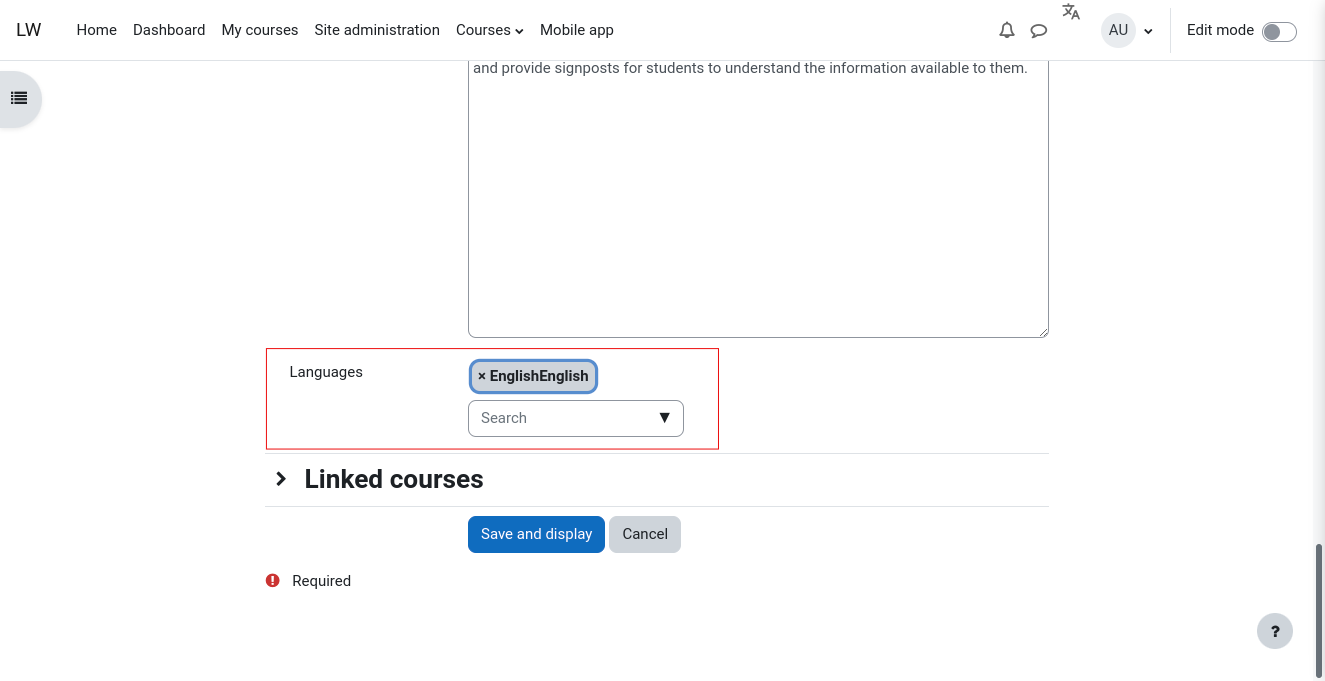 LW Home Dashboard My courses Site administration Courses Mobile app AU Edit mode
and provide signposts for students to understand the information available to them.
Languages
× EnglishEnglish
Search ▼
Linked courses
Save and display Cancel
Required
?